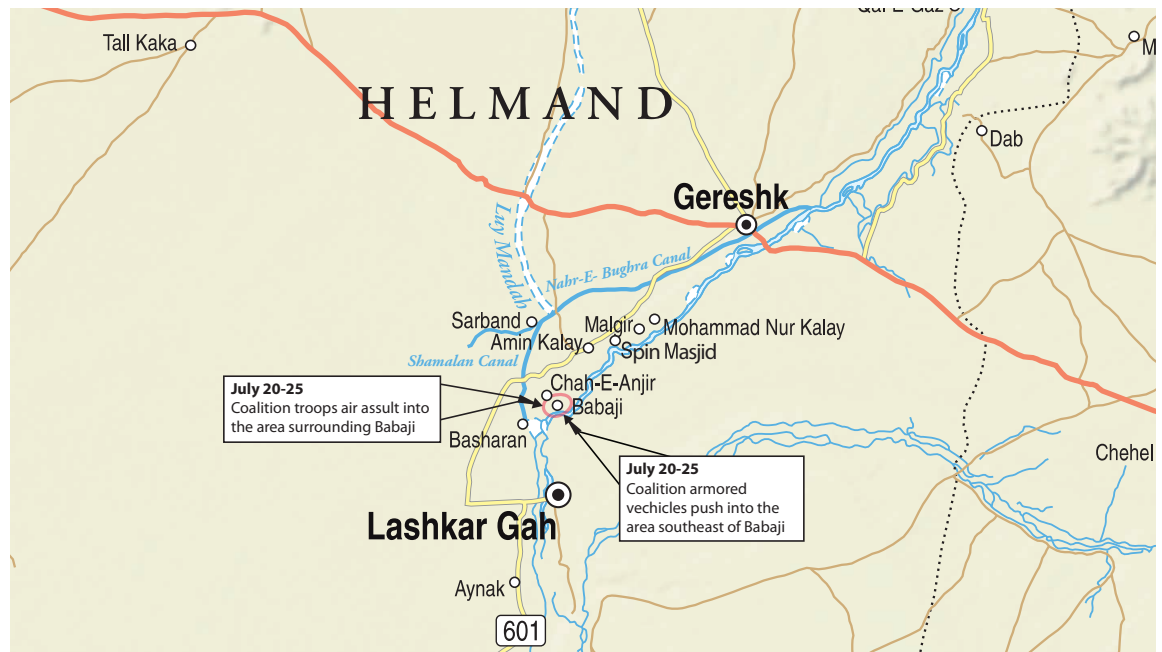 Qal-E-Gaz
Tall Kaka
M
HELMAND
Dab
Gereshk
Luy Mandah
Nahr-E- Bughra Canal
Sarband
Malgir
Mohammad Nur Kalay
Amin Kalay
Spin Masjid
Shamalan Canal
July 20-25
Coalition troops air assult into
the area surrounding Babaji
Chah-E-Anjir
Babaji
Basharan
Chehel
July 20-25
Coalition armored
vechicles push into the
area southeast of Babaji
Lashkar Gah
Aynak
601